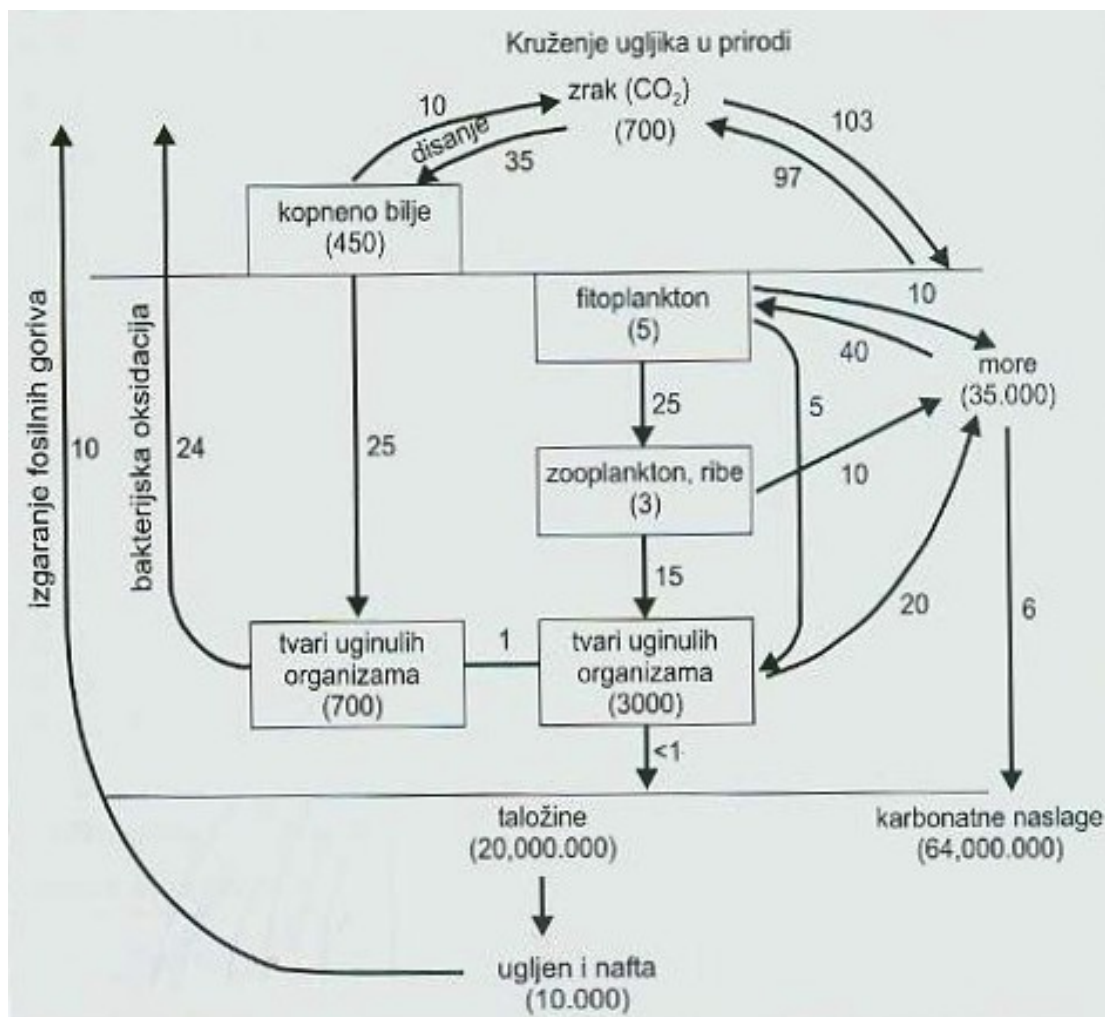 Kruženje ugljika u prirodi
zrak (CO₂)
(700)
10
disanje
35
103
97
kopneno bilje
(450)
fitoplankton
(5)
10
40
more
(35.000)
izgaranje fosilnih goriva
10
bakterijska oksidacija
24
25
25
5
zooplankton, ribe
(3)
10
15
20
6
tvari uginulih
organizama
(700)
1
tvari uginulih
organizama
(3000)
<1
taložine
(20,000.000)
karbonatne naslage
(64,000.000)
ugljen i nafta
(10.000)